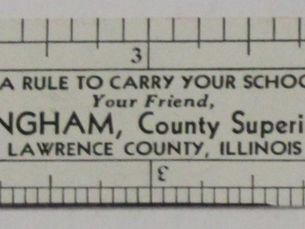 3
A RULE TO CARRY YOUR SCHOO
Your Friend,
NGHAM, County Superi
LAWRENCE COUNTY, ILLINOIS
3